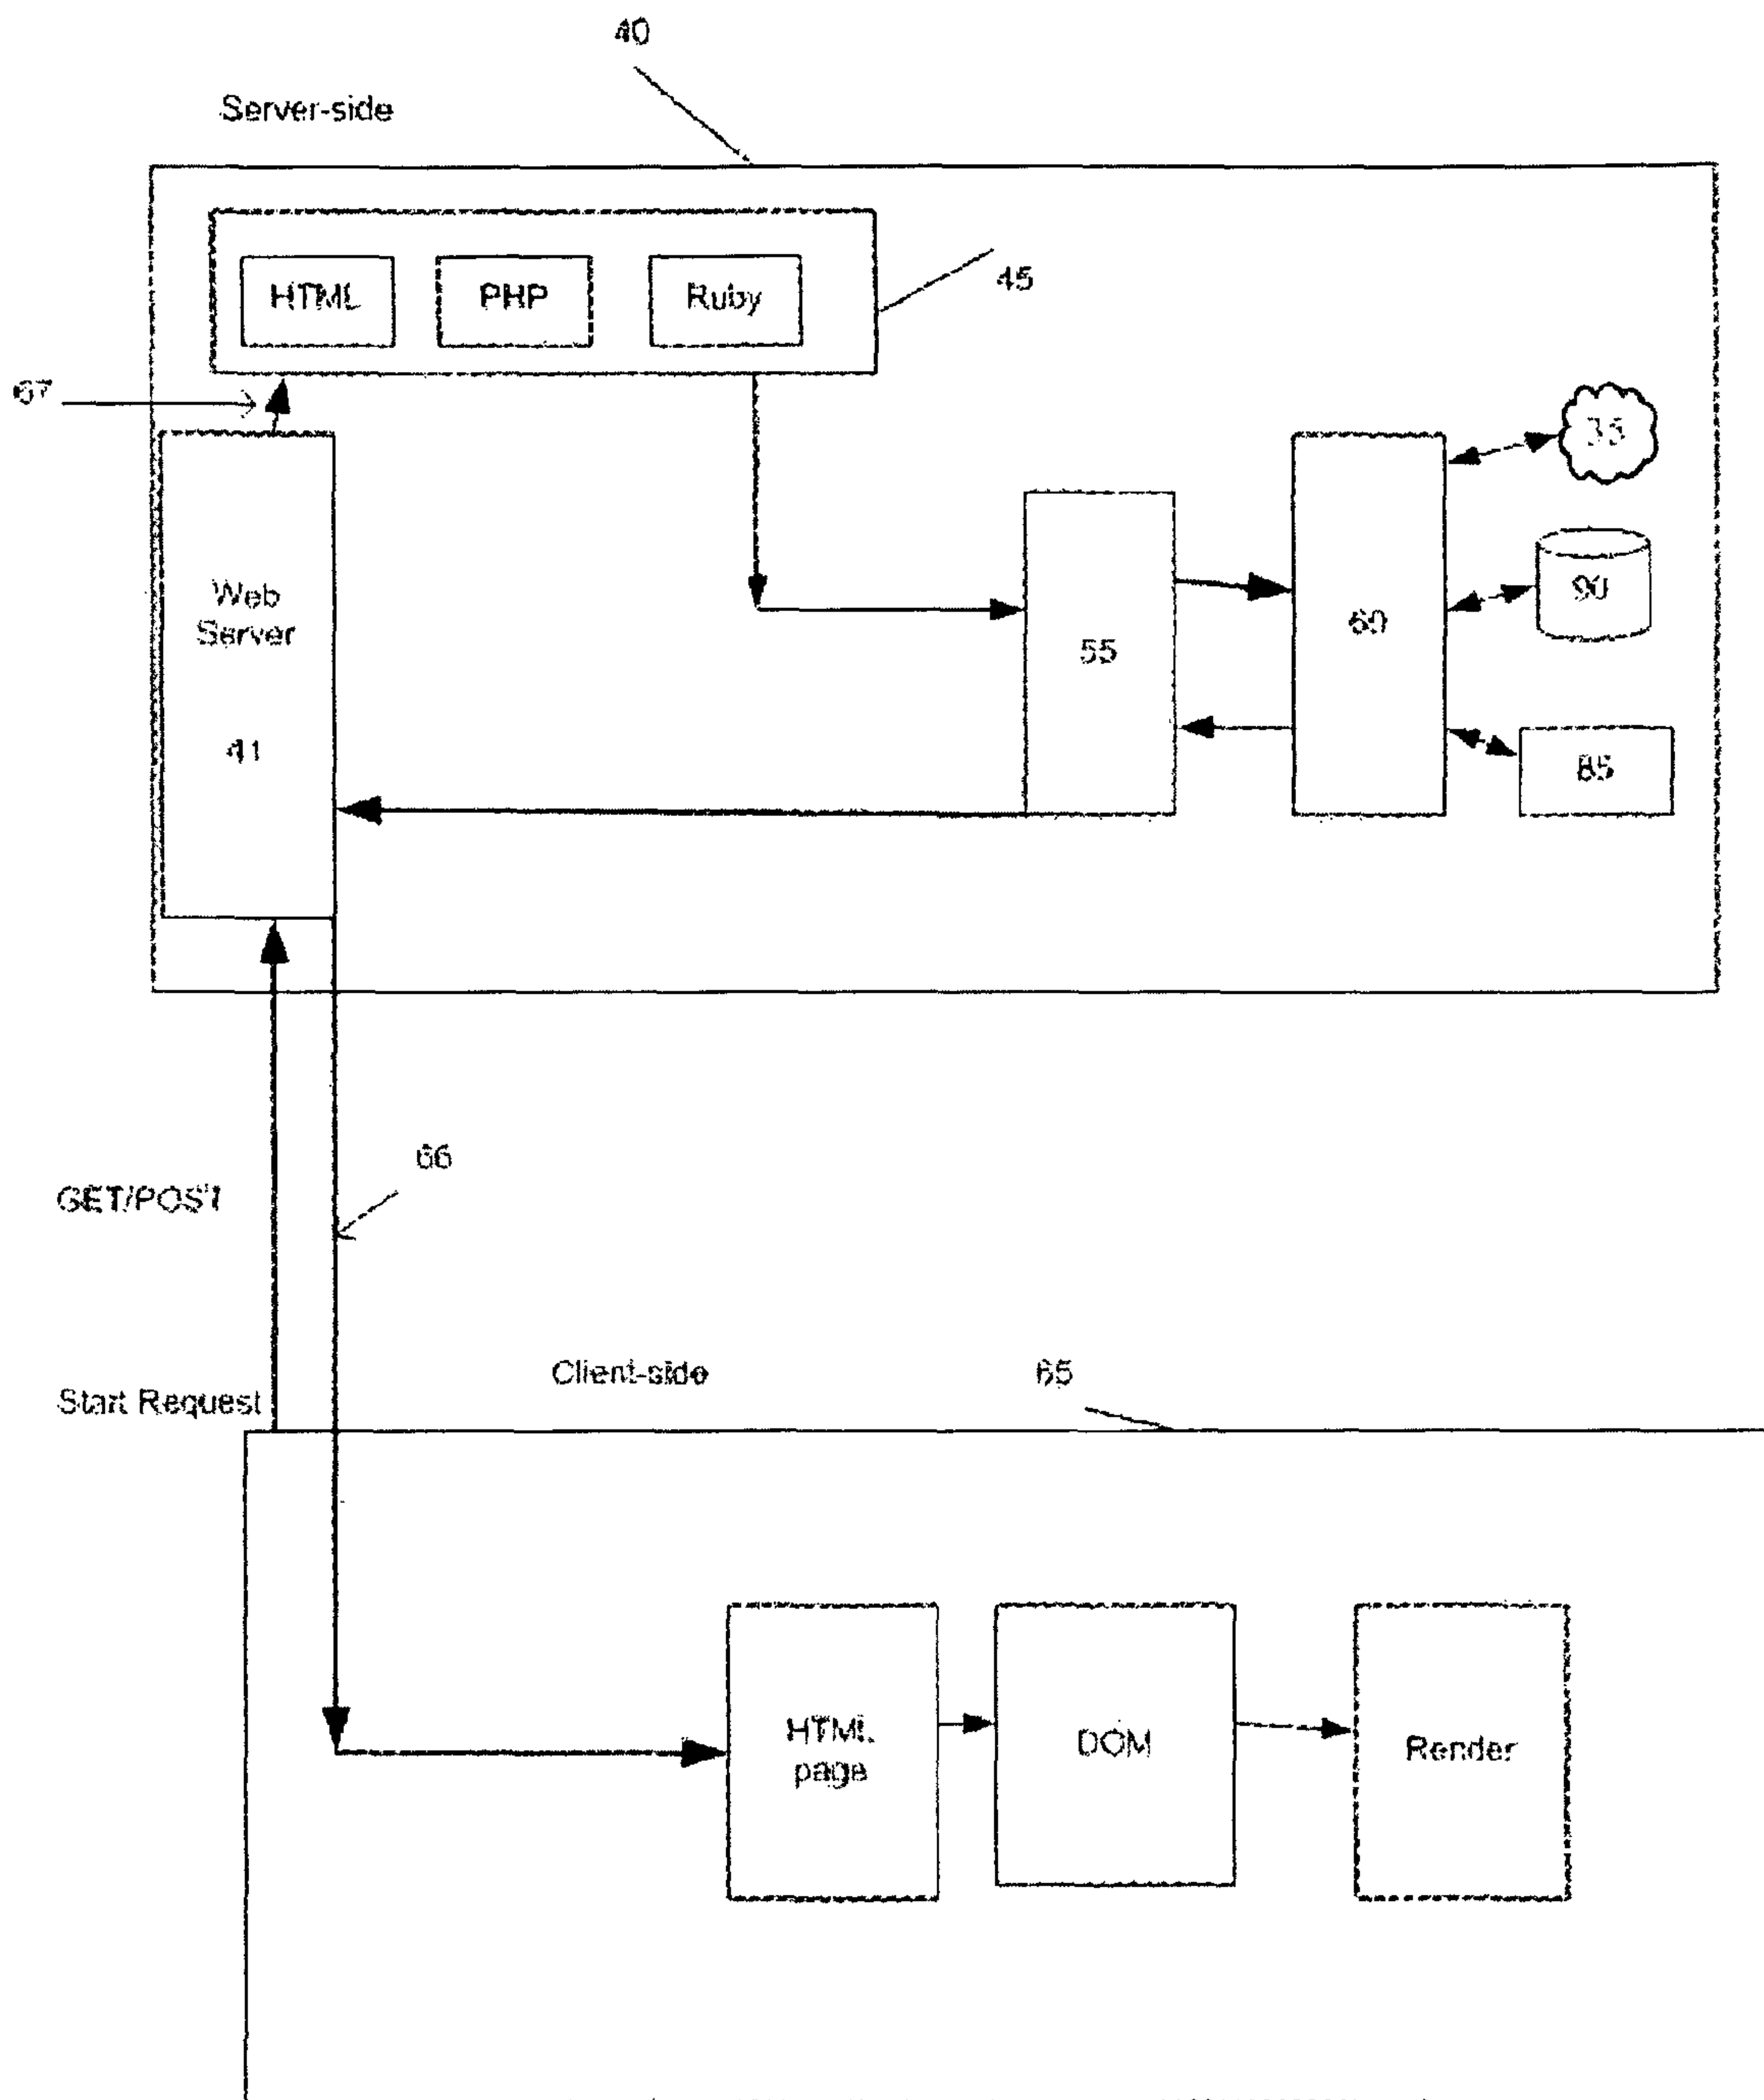 40
Server-side
HTML
PHP
Ruby
45
67
35
Web
Server
41
55
60
90
85
66
GET/POST
Client-side
65
Start Request
HTML
page
DOM
Render